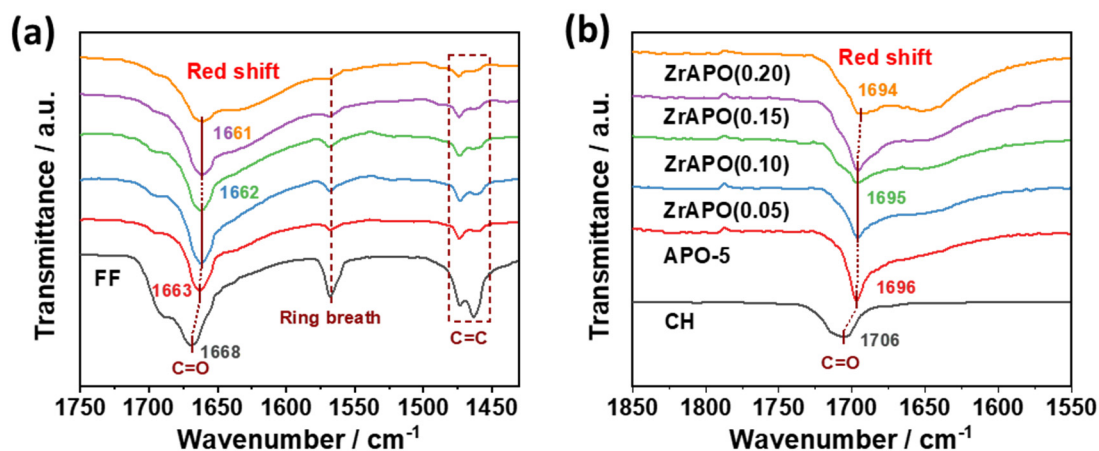 (a)
Transmittance / a.u.
Red shift
1661
1662
FF
1663
1668
C=O
Ring breath
C=C
1750 1700 1650 1600 1550 1500 1450
Wavenumber / cm-1
(b)
Transmittance / a.u.
Red shift
ZrAPO(0.20)
1694
ZrAPO(0.15)
ZrAPO(0.10)
1695
ZrAPO(0.05)
APO-5
1696
CH
1706
C=O
1850 1800 1750 1700 1650 1600 1550
Wavenumber / cm-1